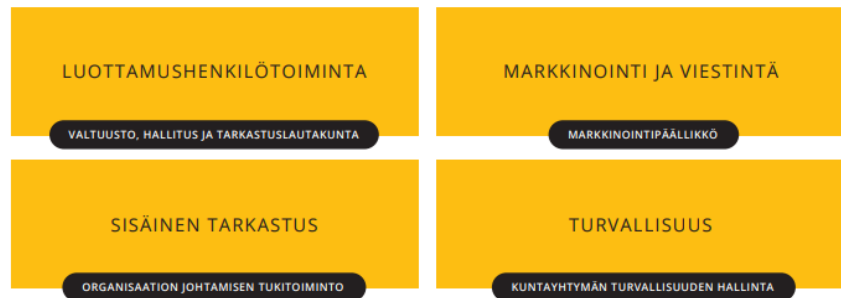 LUOTTAMUSHENKILÖTOIMINTA
VALTUUSTO, HALLITUS JA TARKASTUSLAUTAKUNTA
MARKKINOINTI JA VIESTINTÄ
MARKKINOINTIPÄÄLLIKKÖ
SISÄINEN TARKASTUS
ORGANISAATION JOHTAMISEN TUKITOIMINTO
TURVALLISUUS
KUNTAYHTYMÄN TURVALLISUUDEN HALLINTA